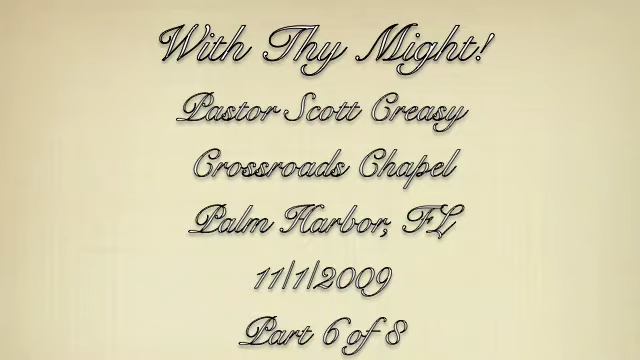 With Thy Might!
Pastor Scott Creasy
Crossroads Chapel
Palm Harbor, FL
11/1/2009
Part 6 of 8